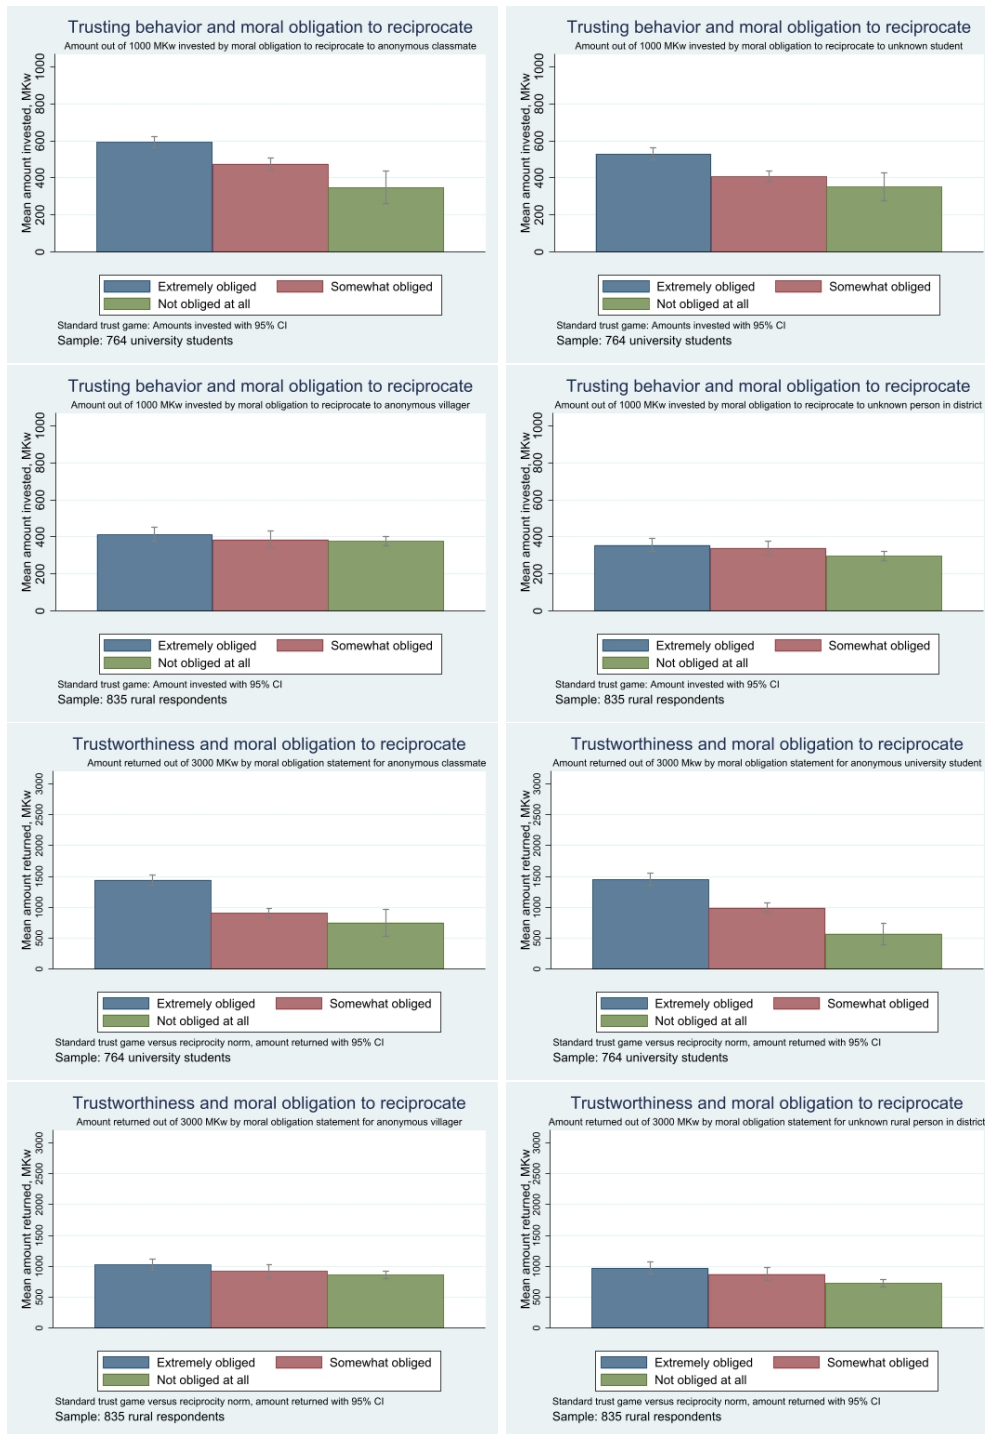 Trusting behavior and moral obligation to reciprocate
Amount out of 1000 MKw invested by moral obligation to reciprocate to anonymous classmate
Mean amount invested, MKw
1000
800
600
400
200
0
Extremely obliged
Somewhat obliged
Not obliged at all
Standard trust game: Amounts invested with 95% CI
Sample: 764 university students
Trusting behavior and moral obligation to reciprocate
Amount out of 1000 MKw invested by moral obligation to reciprocate to unknown student
Mean amount invested, MKw
1000
800
600
400
200
0
Extremely obliged
Somewhat obliged
Not obliged at all
Standard trust game: Amounts invested with 95% CI
Sample: 764 university students
Trusting behavior and moral obligation to reciprocate
Amount out of 1000 MKw invested by moral obligation to reciprocate to anonymous villager
Mean amount invested, MKw
1000
800
600
400
200
0
Extremely obliged
Somewhat obliged
Not obliged at all
Standard trust game: Amount invested with 95% CI
Sample: 835 rural respondents
Trusting behavior and moral obligation to reciprocate
Amount out of 1000 MKw invested by moral obligation to reciprocate to unknown person in district
Mean amount invested, MKw
1000
800
600
400
200
0
Extremely obliged
Somewhat obliged
Not obliged at all
Standard trust game: Amount invested with 95% CI
Sample: 835 rural respondents
Trustworthiness and moral obligation to reciprocate
Amount returned out of 3000 MKw by moral obligation statement for anonymous classmate
Mean amount returned, MKw
3000
2500
2000
1500
1000
500
0
Extremely obliged
Somewhat obliged
Not obliged at all
Standard trust game versus reciprocity norm, amount returned with 95% CI
Sample: 764 university students
Trustworthiness and moral obligation to reciprocate
Amount returned out of 3000 Mkw by moral obligation statement for anonymous university student
Mean amount returned, MKw
3000
2500
2000
1500
1000
500
0
Extremely obliged
Somewhat obliged
Not obliged at all
Standard trust game versus reciprocity norm, amount returned with 95% CI
Sample: 764 university students
Trustworthiness and moral obligation to reciprocate
Amount returned out of 3000 MKw by moral obligation statement for anonymous villager
Mean amount returned, MKw
3000
2500
2000
1500
1000
500
0
Extremely obliged
Somewhat obliged
Not obliged at all
Standard trust game versus reciprocity norm, amount returned with 95% CI
Sample: 835 rural respondents
Trustworthiness and moral obligation to reciprocate
Amount returned out of 3000 MKw by moral obligation statement for unknown rural person in district
Mean amount returned, MKw
3000
2500
2000
1500
1000
500
0
Extremely obliged
Somewhat obliged
Not obliged at all
Standard trust game versus reciprocity norm, amount returned with 95% CI
Sample: 835 rural respondents